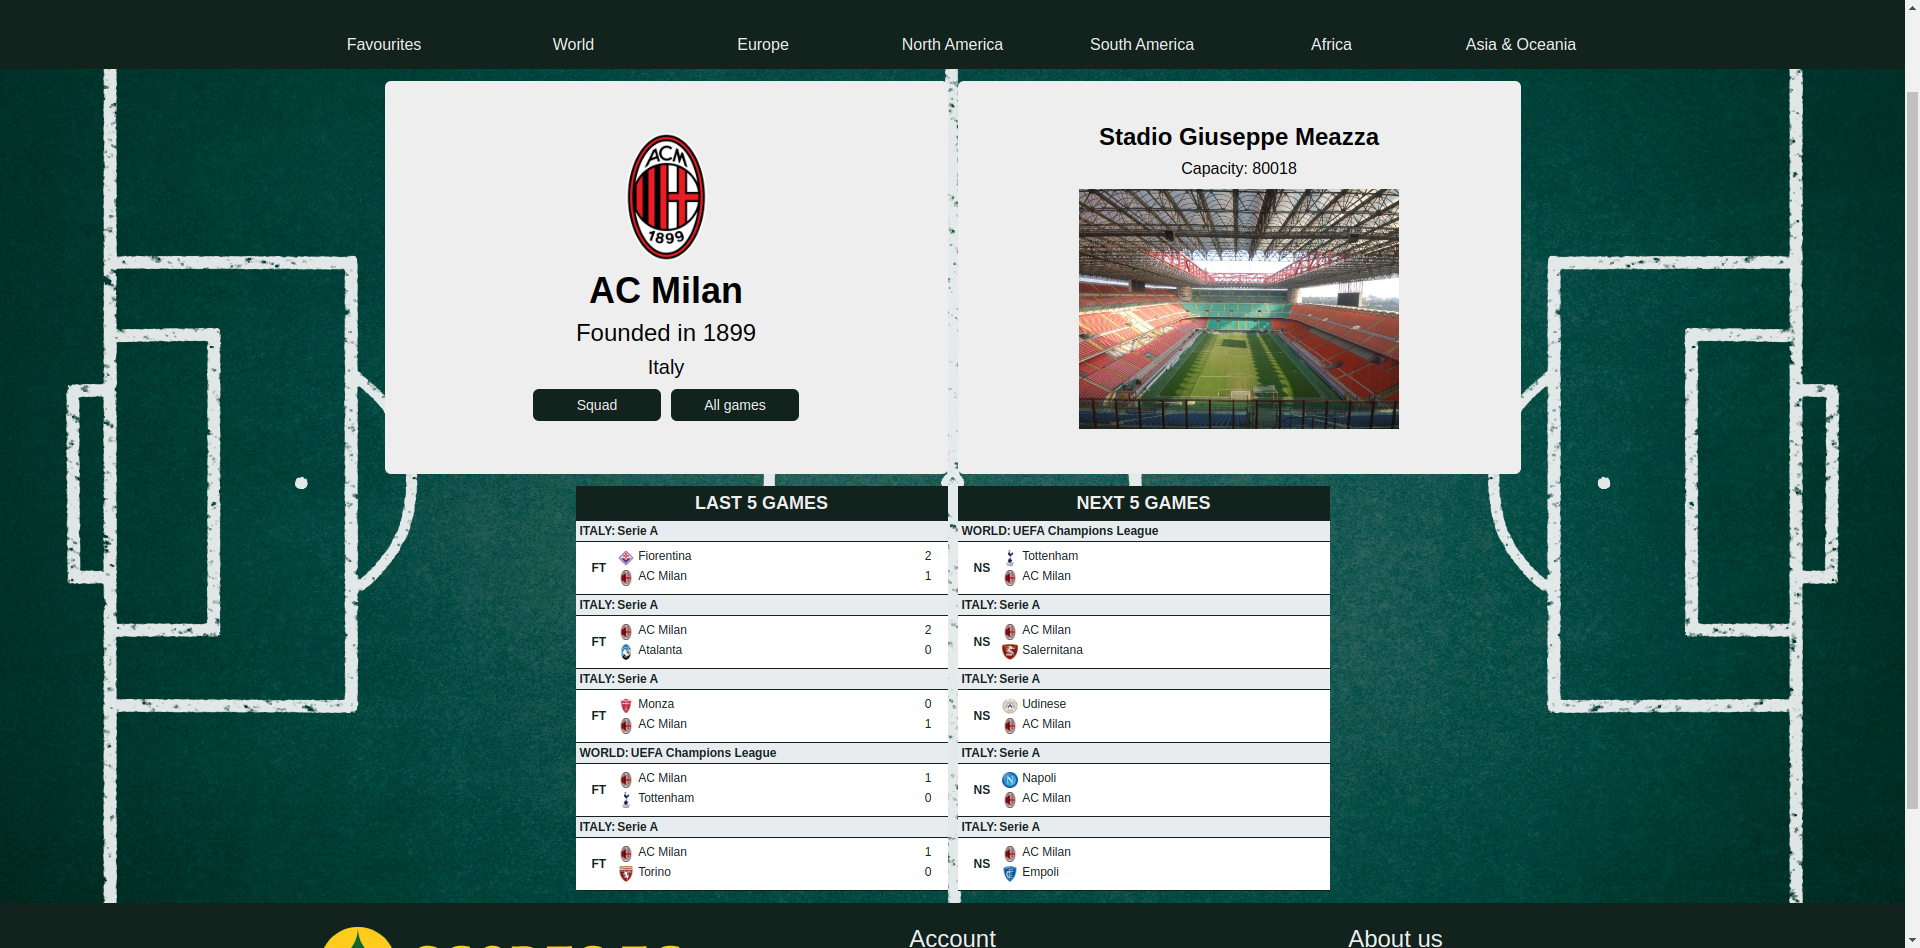 Favourites World Europe North America South America Africa Asia & Oceania
ACM
1899
AC Milan
Founded in 1899
Italy
Squad All games
Stadio Giuseppe Meazza
Capacity: 80018
LAST 5 GAMES
ITALY: Serie A
FT
Fiorentina 2
AC Milan 1
ITALY: Serie A
FT
AC Milan 2
Atalanta 0
ITALY: Serie A
FT
Monza 0
AC Milan 1
WORLD: UEFA Champions League
FT
AC Milan 1
Tottenham 0
ITALY: Serie A
FT
AC Milan 1
Torino 0
NEXT 5 GAMES
WORLD: UEFA Champions League
NS
Tottenham
AC Milan
ITALY: Serie A
NS
AC Milan
Salernitana
ITALY: Serie A
NS
Udinese
AC Milan
ITALY: Serie A
NS
Napoli
AC Milan
ITALY: Serie A
NS
AC Milan
Empoli
Account
About us